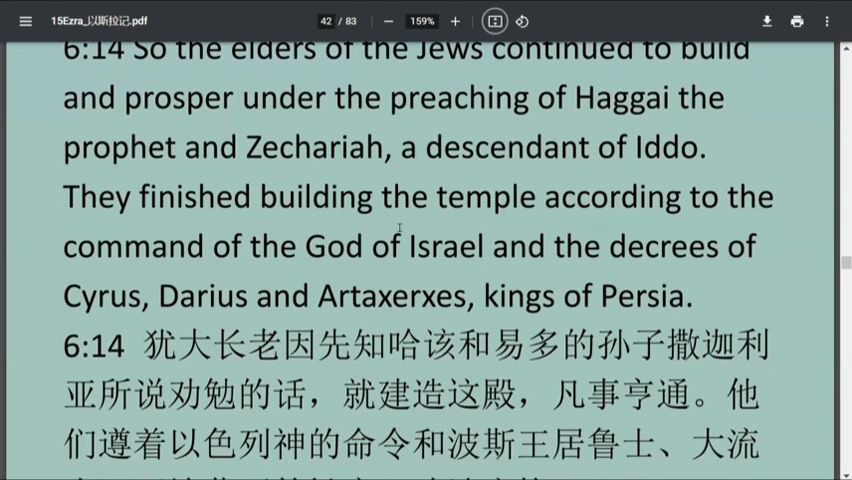 15Ezra_以斯拉记.pdf
42 / 83
159%
6:14 So the elders of the Jews continued to build
and prosper under the preaching of Haggai the
prophet and Zechariah, a descendant of Iddo.
They finished building the temple according to the
command of the God of Israel and the decrees of
Cyrus, Darius and Artaxerxes, kings of Persia.
6:14 犹大长老因先知哈该和易多的孙子撒迦利
亚所说劝勉的话，就建造这殿，凡事亨通。他
们遵着以色列神的命令和波斯王居鲁士、大流